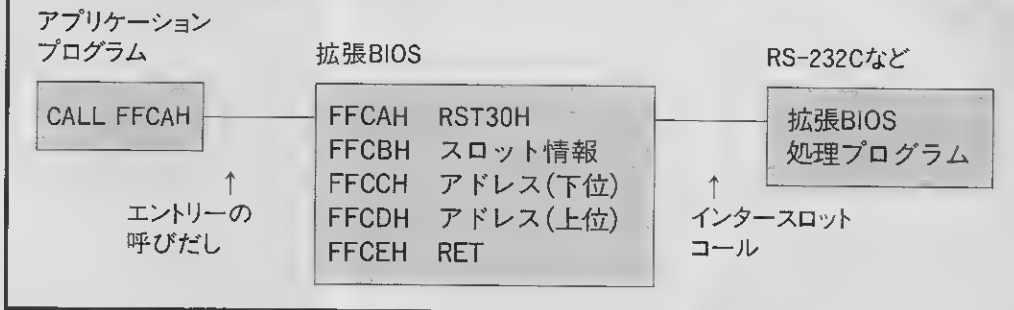 アプリケーション
プログラム
CALL FFCAH
↑
エントリーの
呼びだし
拡張BIOS
FFCAH RST30H
FFCBH スロット情報
FFCCH アドレス(下位)
FFCDH アドレス(上位)
FFCEH RET
↑
インタースロット
コール
RS-232Cなど
拡張BIOS
処理プログラム